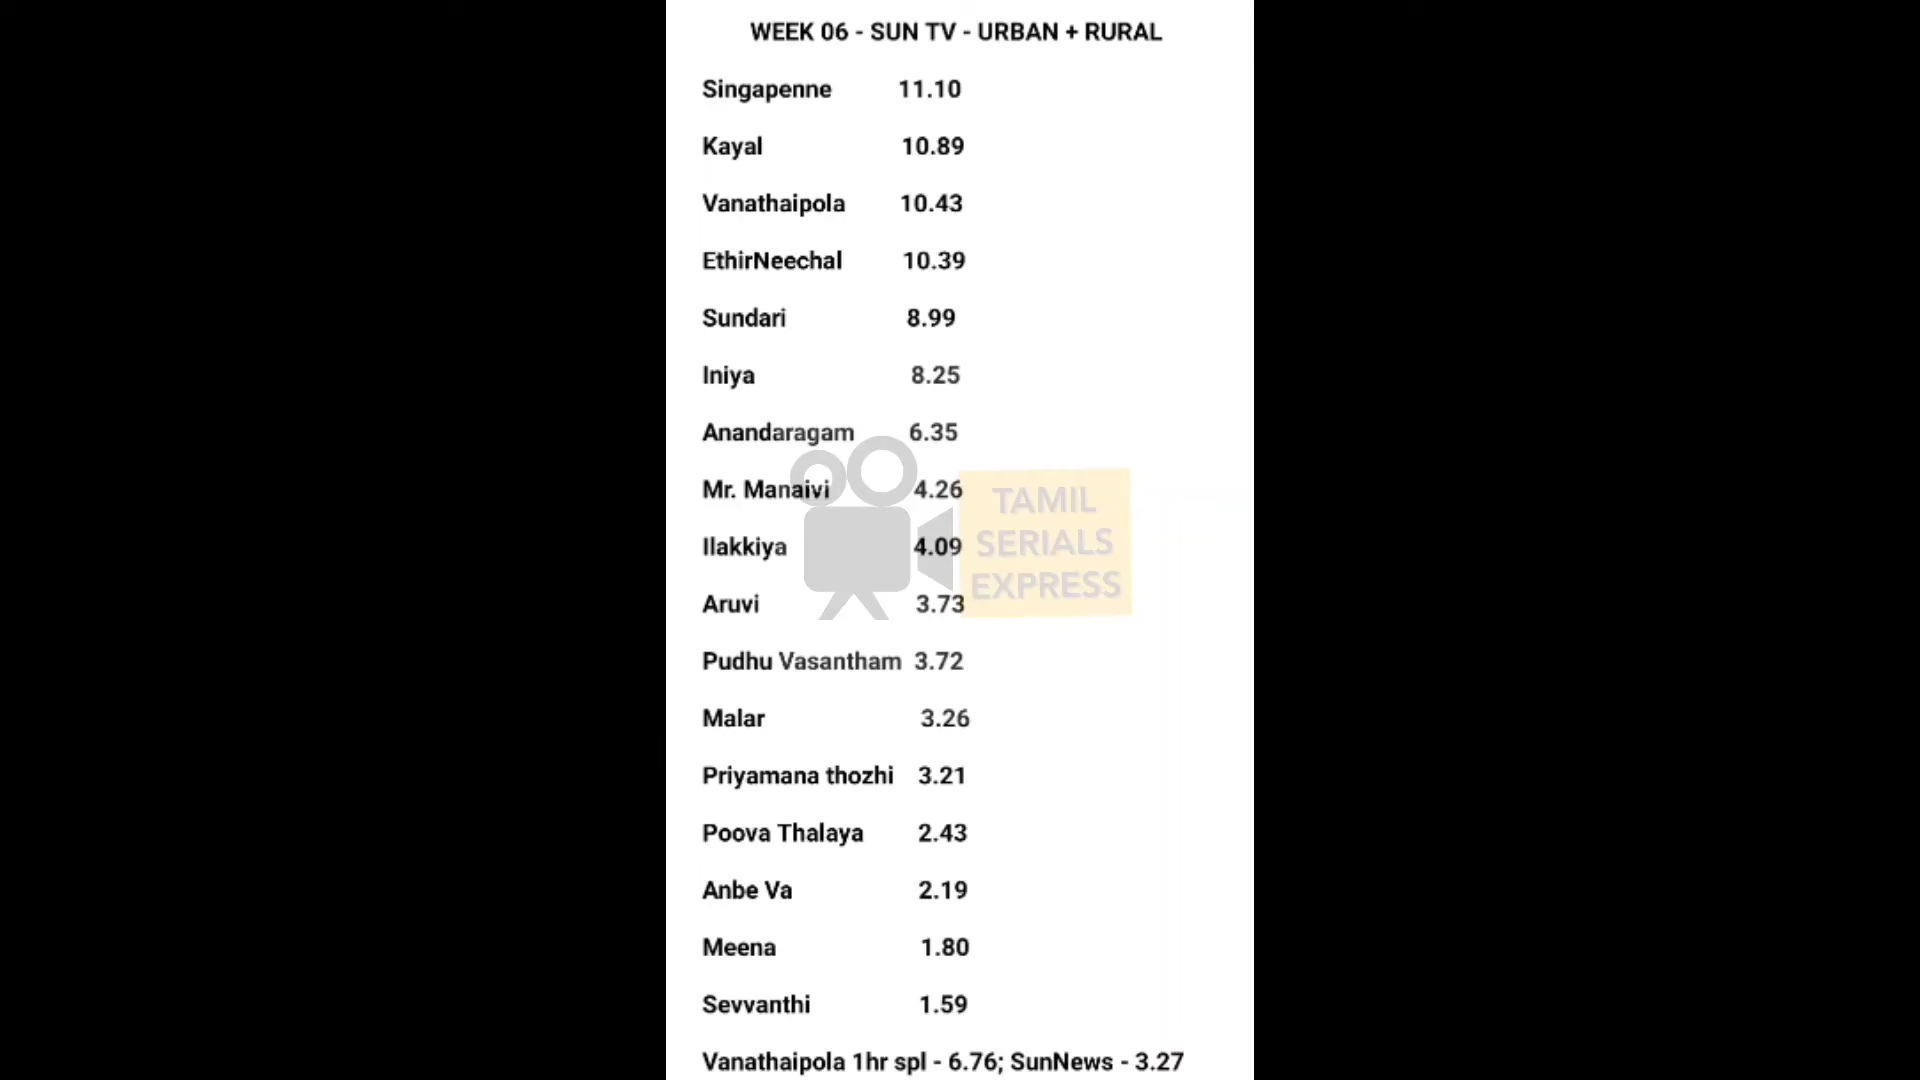 WEEK 06 - SUN TV - URBAN + RURAL
Singapenne 11.10
Kayal 10.89
Vanathaipola 10.43
EthirNeechal 10.39
Sundari 8.99
Iniya 8.25
Anandaragam 6.35
Mr. Manaivi 4.26
Ilakkiya 4.09
Aruvi 3.73
Pudhu Vasantham 3.72
Malar 3.26
Priyamana thozhi 3.21
Poova Thalaya 2.43
Anbe Va 2.19
Meena 1.80
Sevvanthi 1.59
Vanathaipola 1hr spl - 6.76; SunNews - 3.27
TAMIL
SERIALS
EXPRESS